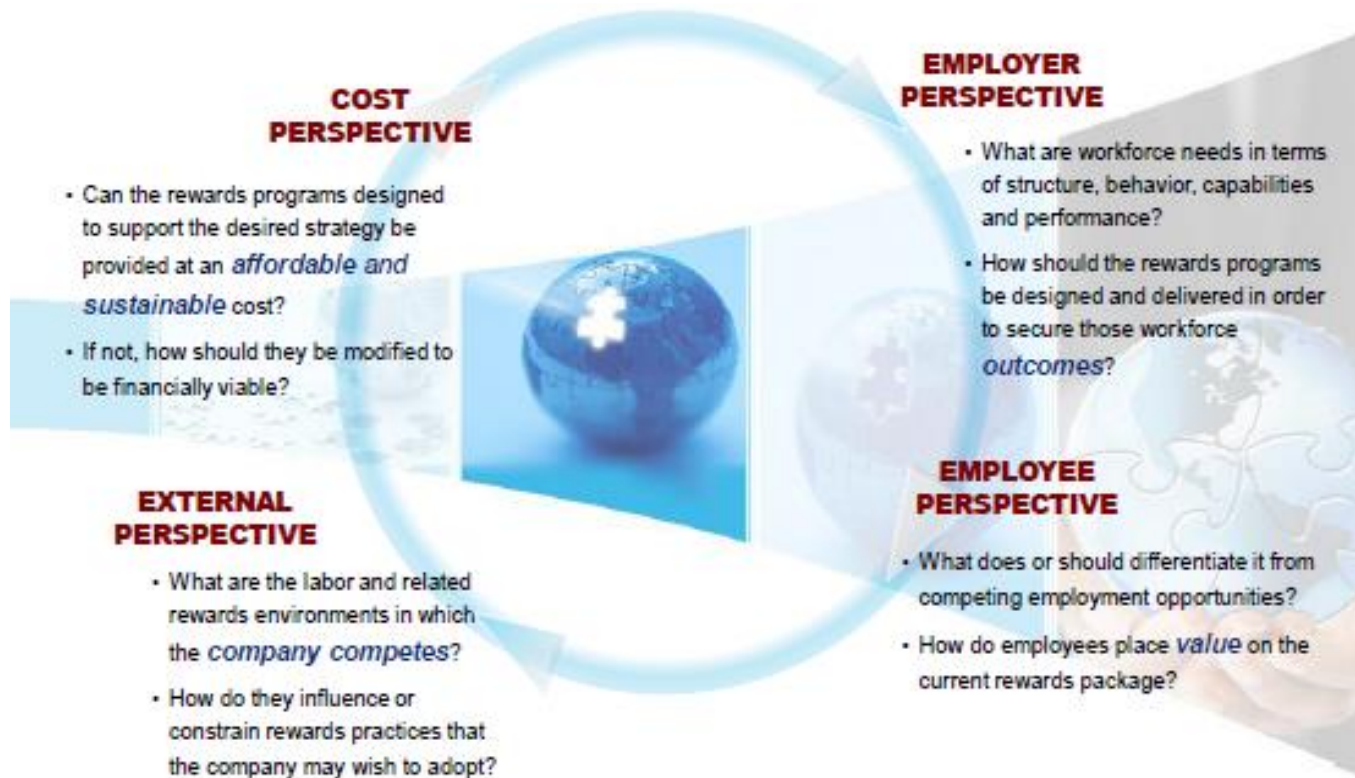 COST
PERSPECTIVE
• Can the rewards programs designed
to support the desired strategy be
provided at an affordable and
sustainable cost?
• If not, how should they be modified to
be financially viable?
EMPLOYER
PERSPECTIVE
• What are workforce needs in terms
of structure, behavior, capabilities
and performance?
• How should the rewards programs
be designed and delivered in order
to secure those workforce
outcomes?
EXTERNAL
PERSPECTIVE
• What are the labor and related
rewards environments in which
the company competes?
• How do they influence or
constrain rewards practices that
the company may wish to adopt?
EMPLOYEE
PERSPECTIVE
• What does or should differentiate it from
competing employment opportunities?
• How do employees place value on the
current rewards package?